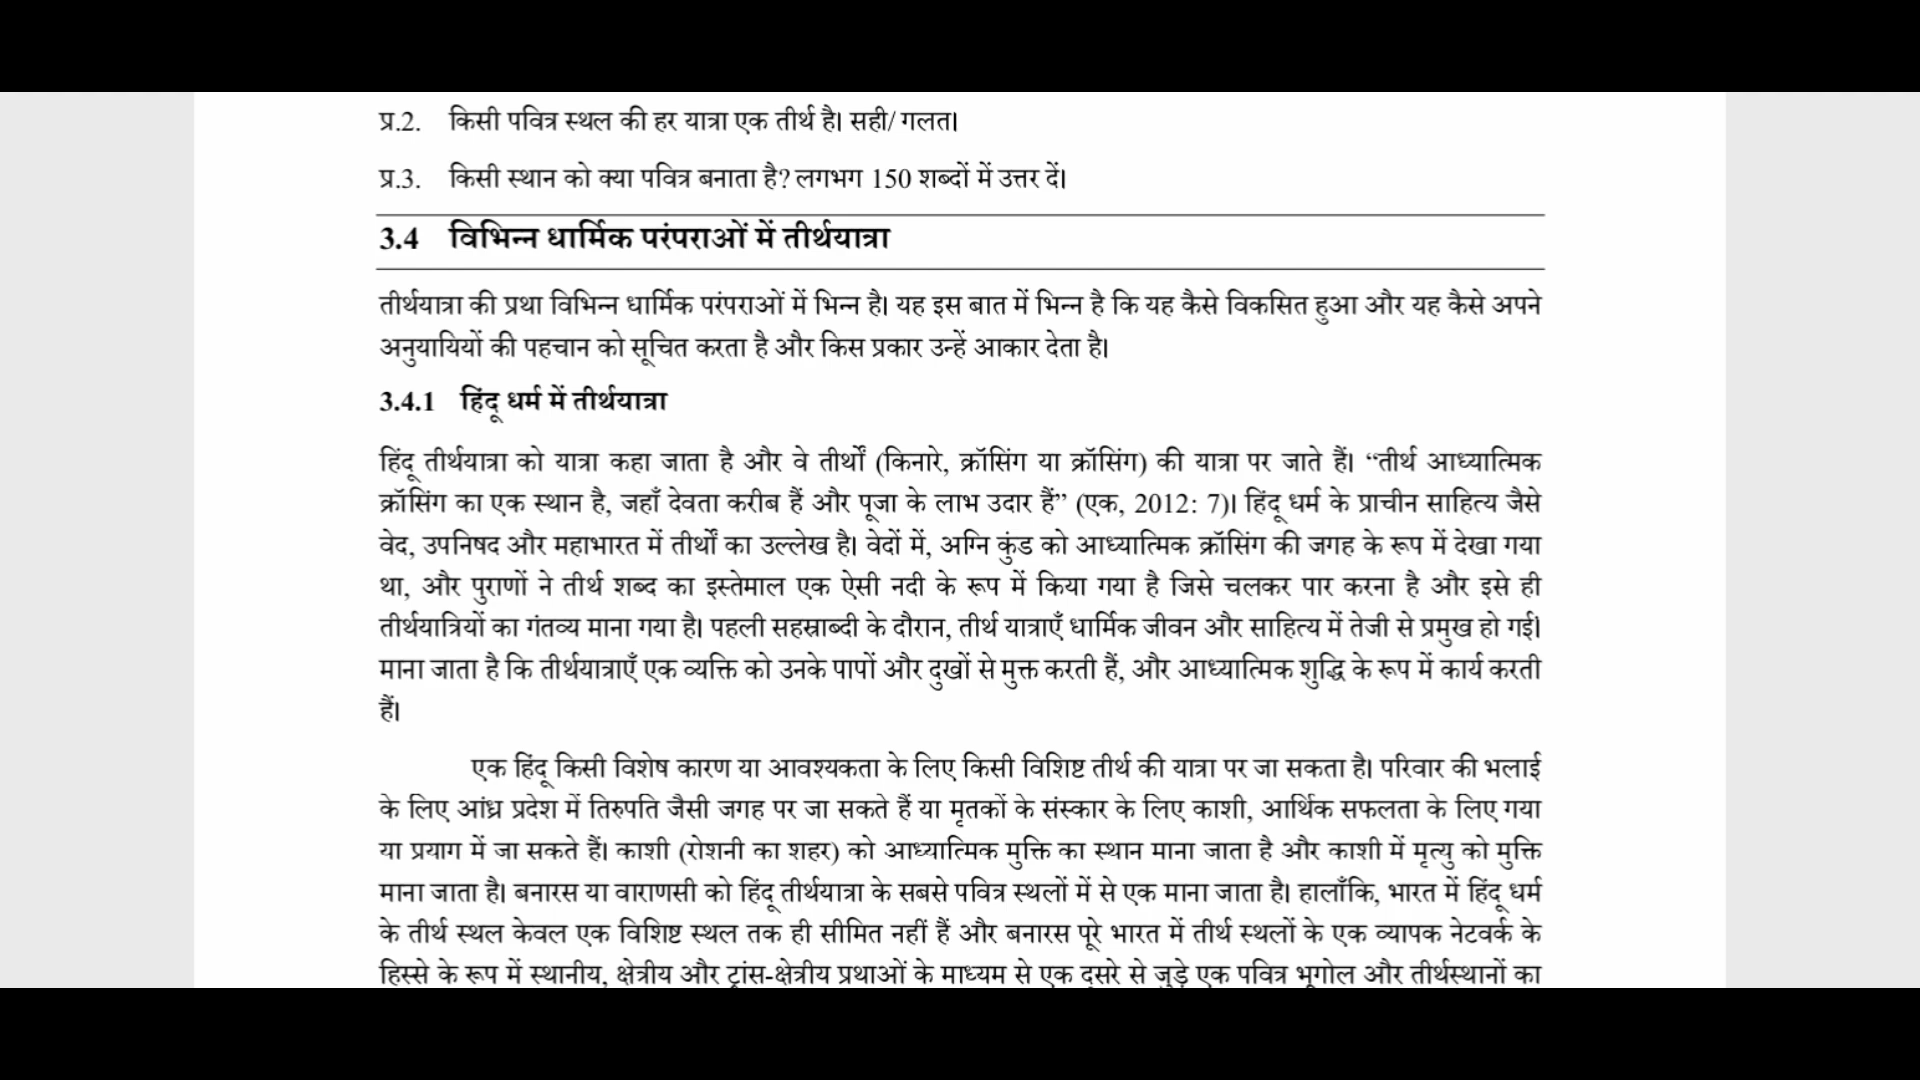 प्र.2. किसी पवित्र स्थल की हर यात्रा एक तीर्थ है। सही/ गलत।
प्र.3. किसी स्थान को क्या पवित्र बनाता है? लगभग 150 शब्दों में उत्तर दें।
3.4 विभिन्न धार्मिक परंपराओं में तीर्थयात्रा
तीर्थयात्रा की प्रथा विभिन्न धार्मिक परंपराओं में भिन्न है। यह इस बात में भिन्न है कि यह कैसे विकसित हुआ और यह कैसे अपने
अनुयायियों की पहचान को सूचित करता है और किस प्रकार उन्हें आकार देता है।
3.4.1 हिंदू धर्म में तीर्थयात्रा
हिंदू तीर्थयात्रा को यात्रा कहा जाता है और वे तीर्थों (किनारे, क्रॉसिंग या क्रॉसिंग) की यात्रा पर जाते हैं। “तीर्थ आध्यात्मिक
क्रॉसिंग का एक स्थान है, जहाँ देवता करीब हैं और पूजा के लाभ उदार हैं” (एक, 2012: 7)। हिंदू धर्म के प्राचीन साहित्य जैसे
वेद, उपनिषद और महाभारत में तीर्थों का उल्लेख है। वेदों में, अग्नि कुंड को आध्यात्मिक क्रॉसिंग की जगह के रूप में देखा गया
था, और पुराणों ने तीर्थ शब्द का इस्तेमाल एक ऐसी नदी के रूप में किया गया है जिसे चलकर पार करना है और इसे ही
तीर्थयात्रियों का गंतव्य माना गया है। पहली सहस्राब्दी के दौरान, तीर्थ यात्राएँ धार्मिक जीवन और साहित्य में तेजी से प्रमुख हो गई।
माना जाता है कि तीर्थयात्राएँ एक व्यक्ति को उनके पापों और दुखों से मुक्त करती हैं, और आध्यात्मिक शुद्धि के रूप में कार्य करती
हैं।
एक हिंदू किसी विशेष कारण या आवश्यकता के लिए किसी विशिष्ट तीर्थ की यात्रा पर जा सकता है। परिवार की भलाई
के लिए आंध्र प्रदेश में तिरुपति जैसी जगह पर जा सकते हैं या मृतकों के संस्कार के लिए काशी, आर्थिक सफलता के लिए गया
या प्रयाग में जा सकते हैं। काशी (रोशनी का शहर) को आध्यात्मिक मुक्ति का स्थान माना जाता है और काशी में मृत्यु को मुक्ति
माना जाता है। बनारस या वाराणसी को हिंदू तीर्थयात्रा के सबसे पवित्र स्थलों में से एक माना जाता है। हालाँकि, भारत में हिंदू धर्म
के तीर्थ स्थल केवल एक विशिष्ट स्थल तक ही सीमित नहीं हैं और बनारस पूरे भारत में तीर्थ स्थलों के एक व्यापक नेटवर्क के
हिस्से के रूप में स्थानीय, क्षेत्रीय और ट्रांस-क्षेत्रीय प्रथाओं के माध्यम से एक दूसरे से जुड़े एक पवित्र भूगोल और तीर्थस्थानों का